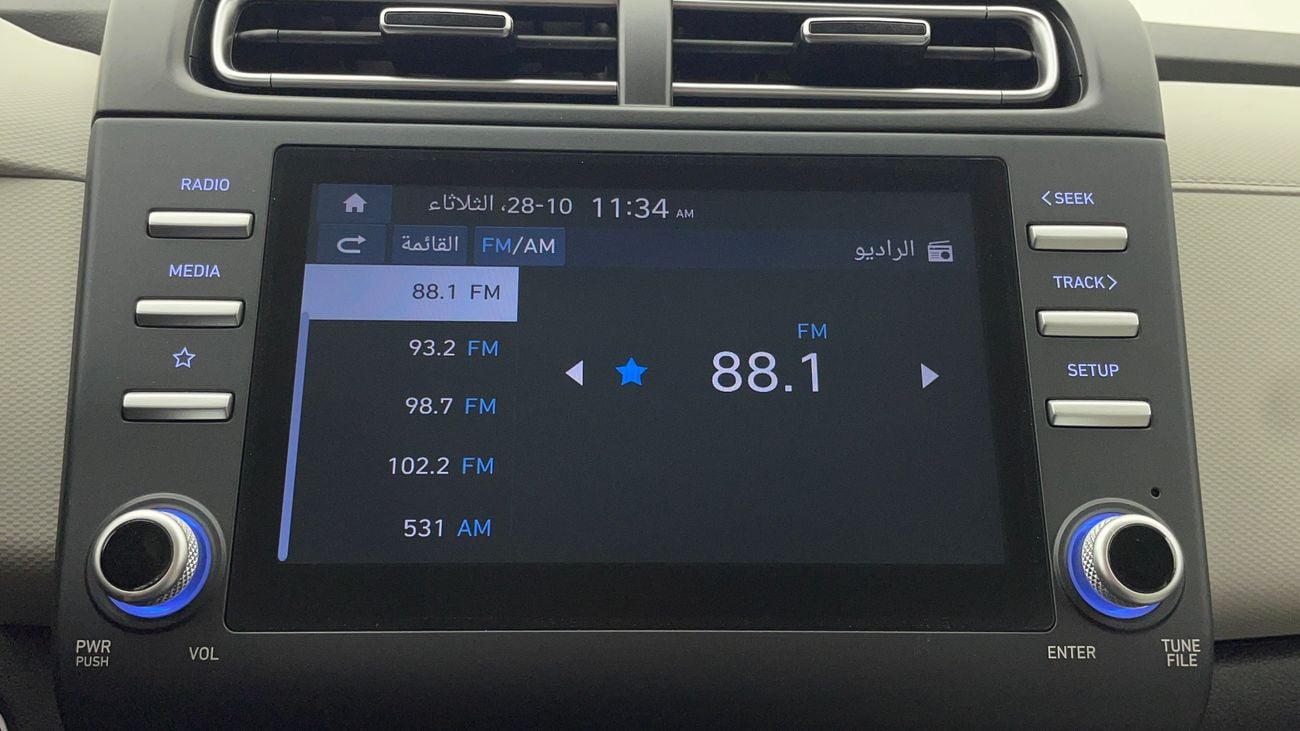 RADIO
MEDIA
PWR
PUSH
VOL
الثلاثاء ،28-10 11:34 AM
القائمة FM/AM الراديو
88.1 FM
93.2 FM
98.7 FM
102.2 FM
531 AM
FM
88.1
<SEEK
TRACK>
SETUP
ENTER
TUNE
FILE